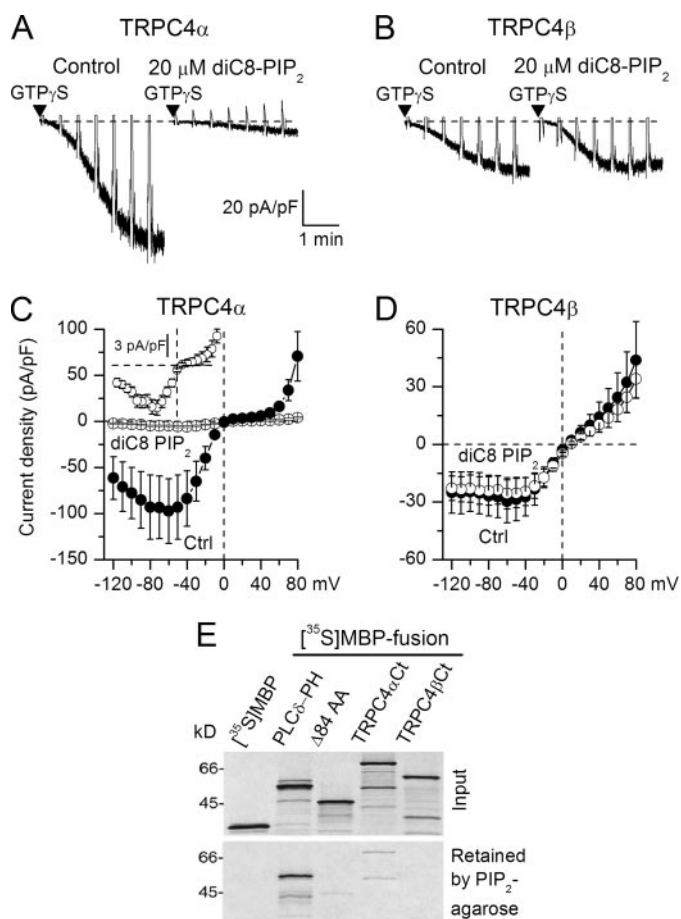 A
TRPC4α
Control
20 μM diC8-PIP2
GTPγS
GTPγS
20 pA/pF
1 min
B
TRPC4β
Control
20 μM diC8-PIP2
GTPγS
GTPγS
C
TRPC4α
Current density (pA/pF)
100
50
0
-50
-100
-150
3 pA/pF
diC8 PIP2
Ctrl
-120
-80
-40
0
40
80 mV
D
TRPC4β
60
30
0
-30
-60
diC8 PIP2
Ctrl
-120
-80
-40
0
40
80 mV
E
[35S]MBP-fusion
kD
[35S]MBP
PLCδ-PH
Δ84 AA
TRPC4αCt
TRPC4βCt
66-
45-
Input
66-
45-
Retained
by PIP2-
agarose